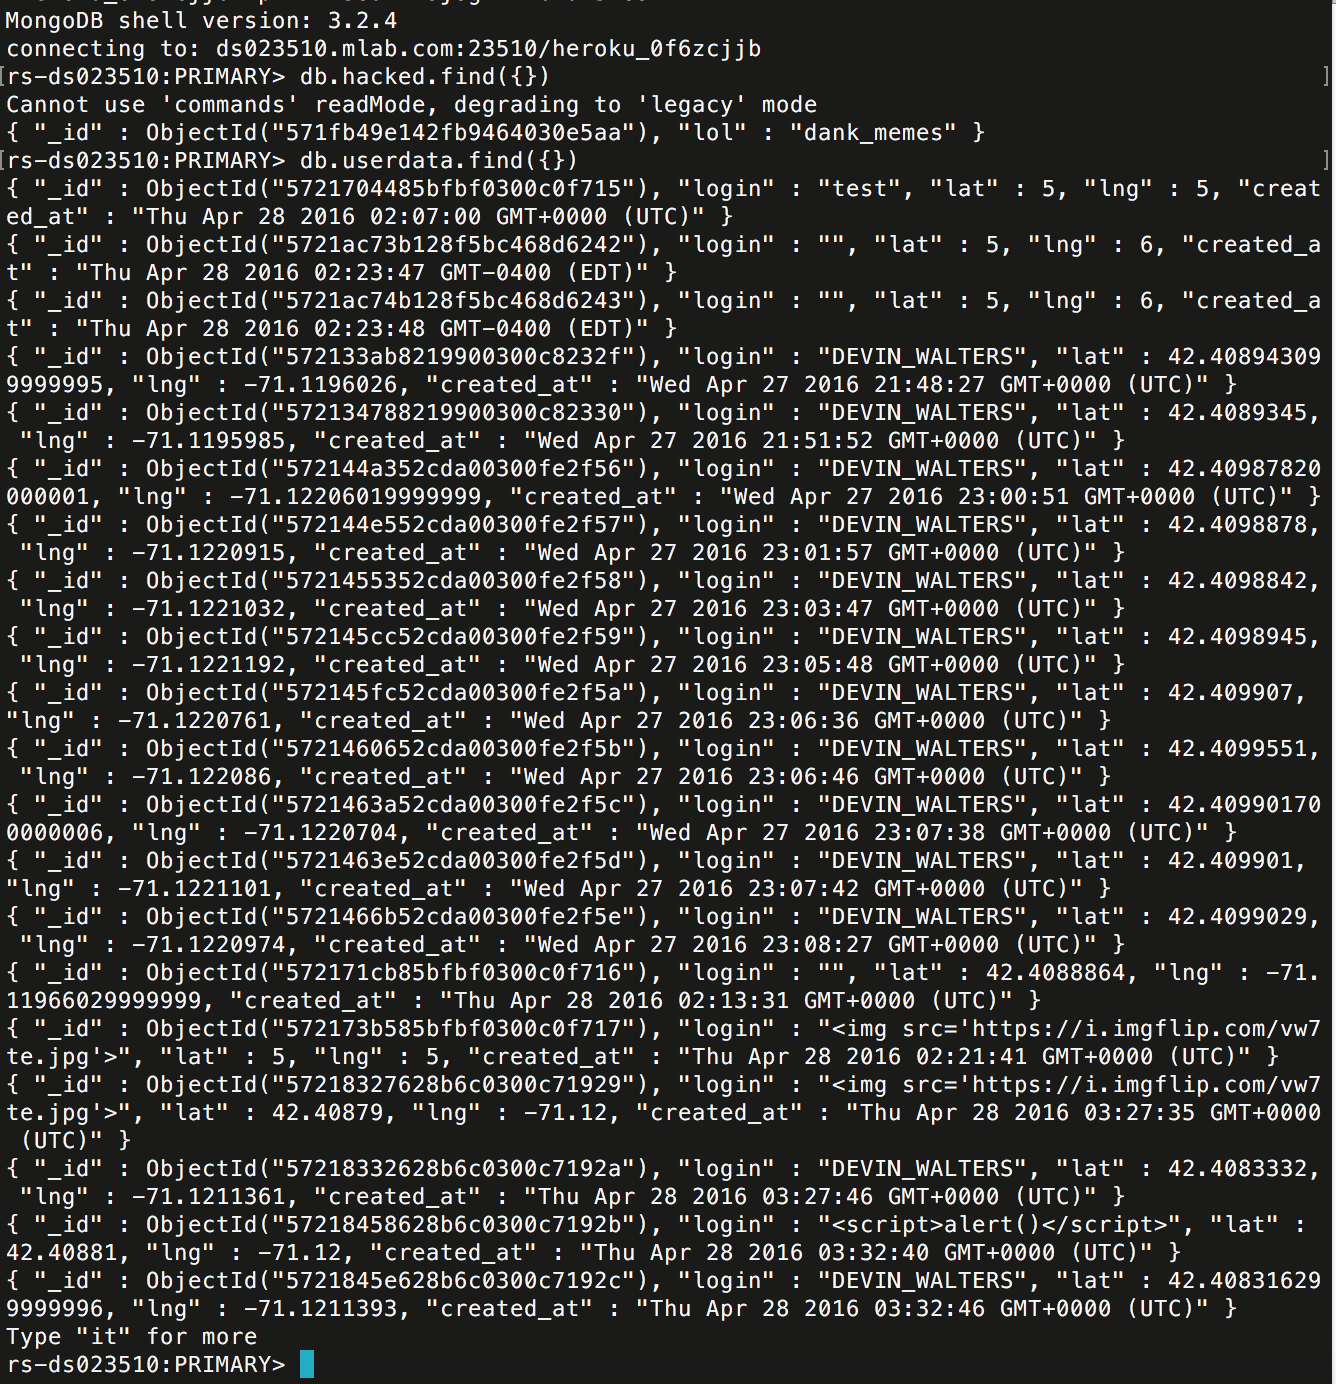 MongoDB shell version: 3.2.4
connecting to: ds023510.mlab.com:23510/heroku_0f6zcjjb
[rs-ds023510:PRIMARY> db.hacked.find({}) ]
Cannot use 'commands' readMode, degrading to 'legacy' mode
{ "_id" : ObjectId("571fb49e142fb9464030e5aa"), "lol" : "dank_memes" }
[rs-ds023510:PRIMARY> db.userdata.find({}) ]
{ "_id" : ObjectId("5721704485bfbf0300c0f715"), "login" : "test", "lat" : 5, "lng" : 5, "creat
ed_at" : "Thu Apr 28 2016 02:07:00 GMT+0000 (UTC)" }
{ "_id" : ObjectId("5721ac73b128f5bc468d6242"), "login" : "", "lat" : 5, "lng" : 6, "created_a
t" : "Thu Apr 28 2016 02:23:47 GMT-0400 (EDT)" }
{ "_id" : ObjectId("5721ac74b128f5bc468d6243"), "login" : "", "lat" : 5, "lng" : 6, "created_a
t" : "Thu Apr 28 2016 02:23:48 GMT-0400 (EDT)" }
{ "_id" : ObjectId("572133ab8219900300c8232f"), "login" : "DEVIN_WALTERS", "lat" : 42.40894309
9999995, "lng" : -71.1196026, "created_at" : "Wed Apr 27 2016 21:48:27 GMT+0000 (UTC)" }
{ "_id" : ObjectId("572134788219900300c82330"), "login" : "DEVIN_WALTERS", "lat" : 42.4089345,
 "lng" : -71.1195985, "created_at" : "Wed Apr 27 2016 21:51:52 GMT+0000 (UTC)" }
{ "_id" : ObjectId("572144a352cda00300fe2f56"), "login" : "DEVIN_WALTERS", "lat" : 42.40987820
000001, "lng" : -71.12206019999999, "created_at" : "Wed Apr 27 2016 23:00:51 GMT+0000 (UTC)" }
{ "_id" : ObjectId("572144e552cda00300fe2f57"), "login" : "DEVIN_WALTERS", "lat" : 42.4098878,
 "lng" : -71.1220915, "created_at" : "Wed Apr 27 2016 23:01:57 GMT+0000 (UTC)" }
{ "_id" : ObjectId("5721455352cda00300fe2f58"), "login" : "DEVIN_WALTERS", "lat" : 42.4098842,
 "lng" : -71.1221032, "created_at" : "Wed Apr 27 2016 23:03:47 GMT+0000 (UTC)" }
{ "_id" : ObjectId("572145cc52cda00300fe2f59"), "login" : "DEVIN_WALTERS", "lat" : 42.4098945,
 "lng" : -71.1221192, "created_at" : "Wed Apr 27 2016 23:05:48 GMT+0000 (UTC)" }
{ "_id" : ObjectId("572145fc52cda00300fe2f5a"), "login" : "DEVIN_WALTERS", "lat" : 42.409907,
"lng" : -71.1220761, "created_at" : "Wed Apr 27 2016 23:06:36 GMT+0000 (UTC)" }
{ "_id" : ObjectId("5721460652cda00300fe2f5b"), "login" : "DEVIN_WALTERS", "lat" : 42.4099551,
 "lng" : -71.122086, "created_at" : "Wed Apr 27 2016 23:06:46 GMT+0000 (UTC)" }
{ "_id" : ObjectId("5721463a52cda00300fe2f5c"), "login" : "DEVIN_WALTERS", "lat" : 42.40990170
0000006, "lng" : -71.1220704, "created_at" : "Wed Apr 27 2016 23:07:38 GMT+0000 (UTC)" }
{ "_id" : ObjectId("5721463e52cda00300fe2f5d"), "login" : "DEVIN_WALTERS", "lat" : 42.409901,
"lng" : -71.1221101, "created_at" : "Wed Apr 27 2016 23:07:42 GMT+0000 (UTC)" }
{ "_id" : ObjectId("5721466b52cda00300fe2f5e"), "login" : "DEVIN_WALTERS", "lat" : 42.4099029,
 "lng" : -71.1220974, "created_at" : "Wed Apr 27 2016 23:08:27 GMT+0000 (UTC)" }
{ "_id" : ObjectId("572171cb85bfbf0300c0f716"), "login" : "", "lat" : 42.4088864, "lng" : -71.
11966029999999, "created_at" : "Thu Apr 28 2016 02:13:31 GMT+0000 (UTC)" }
{ "_id" : ObjectId("572173b585bfbf0300c0f717"), "login" : "<img src='https://i.imgflip.com/vw7
te.jpg'>", "lat" : 5, "lng" : 5, "created_at" : "Thu Apr 28 2016 02:21:41 GMT+0000 (UTC)" }
{ "_id" : ObjectId("57218327628b6c0300c71929"), "login" : "<img src='https://i.imgflip.com/vw7
te.jpg'>", "lat" : 42.40879, "lng" : -71.12, "created_at" : "Thu Apr 28 2016 03:27:35 GMT+0000
 (UTC)" }
{ "_id" : ObjectId("57218332628b6c0300c7192a"), "login" : "DEVIN_WALTERS", "lat" : 42.4083332,
 "lng" : -71.1211361, "created_at" : "Thu Apr 28 2016 03:27:46 GMT+0000 (UTC)" }
{ "_id" : ObjectId("57218458628b6c0300c7192b"), "login" : "<script>alert()</script>", "lat" :
42.40881, "lng" : -71.12, "created_at" : "Thu Apr 28 2016 03:32:40 GMT+0000 (UTC)" }
{ "_id" : ObjectId("5721845e628b6c0300c7192c"), "login" : "DEVIN_WALTERS", "lat" : 42.40831629
9999996, "lng" : -71.1211393, "created_at" : "Thu Apr 28 2016 03:32:46 GMT+0000 (UTC)" }
Type "it" for more
rs-ds023510:PRIMARY>